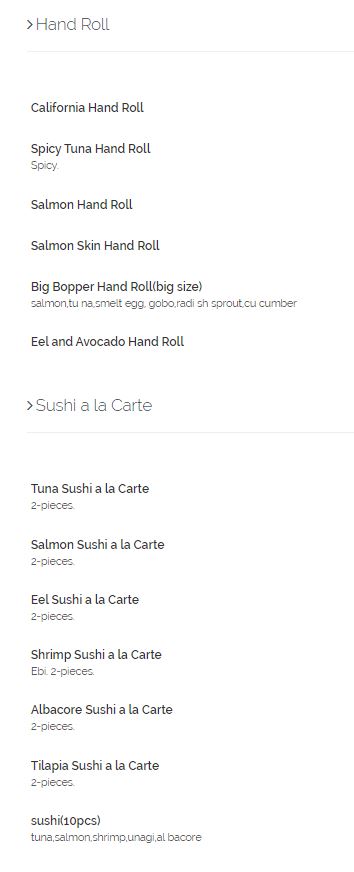 > Hand Roll
California Hand Roll
Spicy Tuna Hand Roll
Spicy.
Salmon Hand Roll
Salmon Skin Hand Roll
Big Bopper Hand Roll(big size)
salmon,tu na,smelt egg, gobo,radi sh sprout,cu cumber
Eel and Avocado Hand Roll
> Sushi a la Carte
Tuna Sushi a la Carte
2-pieces.
Salmon Sushi a la Carte
2-pieces.
Eel Sushi a la Carte
2-pieces.
Shrimp Sushi a la Carte
Ebi. 2-pieces.
Albacore Sushi a la Carte
2-pieces.
Tilapia Sushi a la Carte
2-pieces.
sushi(10pcs)
tuna,salmon,shrimp,unagi,al bacore